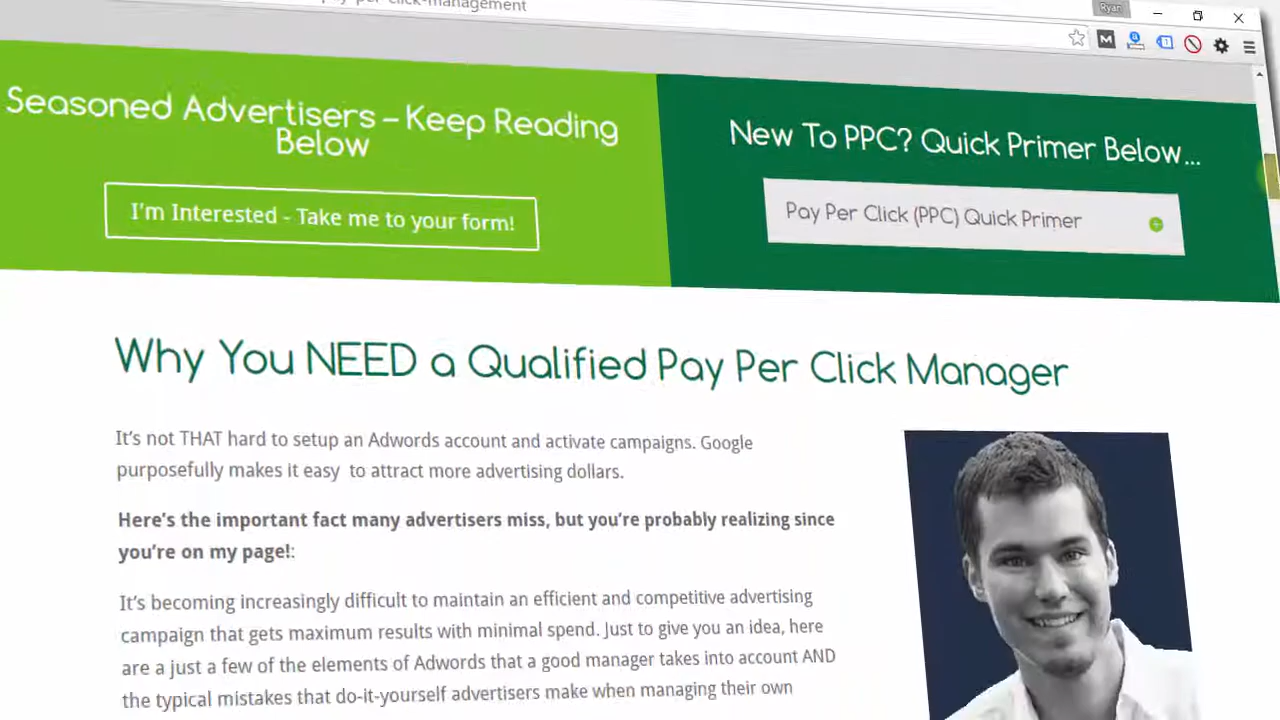 pay-per-click-management
Ryan
Seasoned Advertisers – Keep Reading
Below
I'm Interested - Take me to your form!
New To PPC? Quick Primer Below...
Pay Per Click (PPC) Quick Primer
Why You NEED a Qualified Pay Per Click Manager
It's not THAT hard to setup an Adwords account and activate campaigns. Google
purposefully makes it easy to attract more advertising dollars.
Here's the important fact many advertisers miss, but you're probably realizing since
you're on my page!:
It's becoming increasingly difficult to maintain an efficient and competitive advertising
campaign that gets maximum results with minimal spend. Just to give you an idea, here
are a just a few of the elements of Adwords that a good manager takes into account AND
the typical mistakes that do-it-yourself advertisers make when managing their own